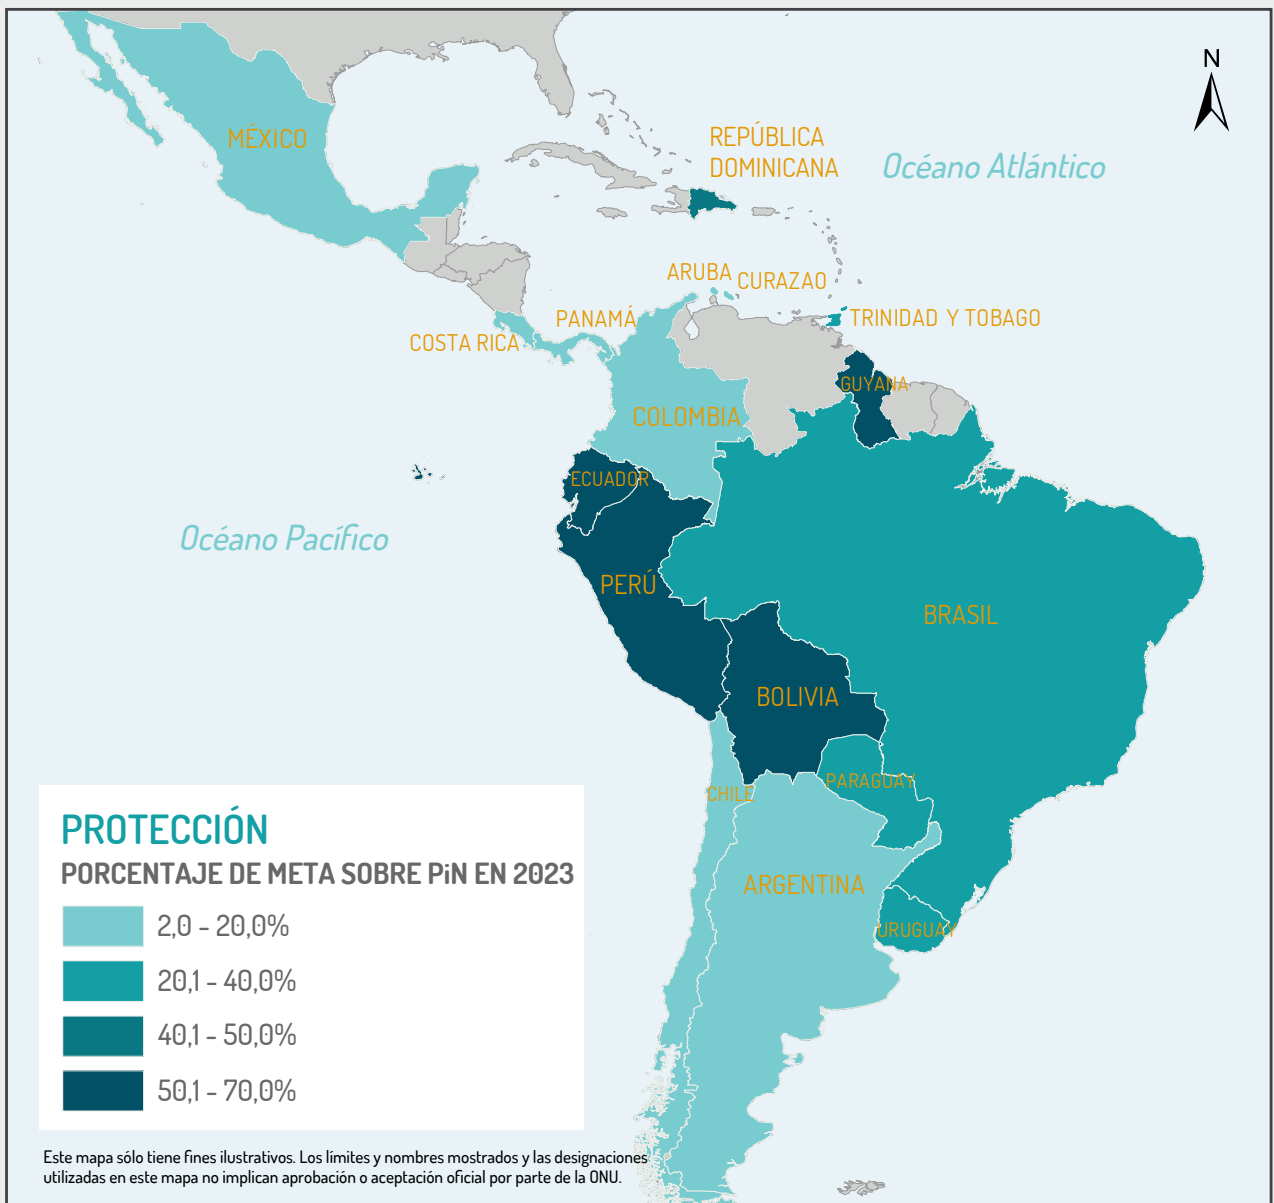 N
MÉXICO
REPÚBLICA
DOMINICANA
Océano Atlántico
ARUBA
CURAZAO
PANAMÁ
TRINIDAD Y TOBAGO
COSTA RICA
GUYANA
COLOMBIA
ECUADOR
Océano Pacífico
PERÚ
BRASIL
BOLIVIA
PARAGUAY
CHILE
ARGENTINA
URUGUAY
PROTECCIÓN
PORCENTAJE DE META SOBRE PiN EN 2023
2,0 - 20,0%
20,1 - 40,0%
40,1 - 50,0%
50,1 - 70,0%
Este mapa sólo tiene fines ilustrativos. Los límites y nombres mostrados y las designaciones
utilizadas en este mapa no implican aprobación o aceptación oficial por parte de la ONU.